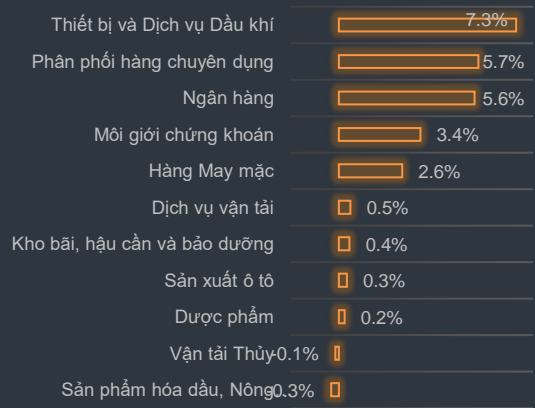 Thiết bị và Dịch vụ Dầu khí 7.3%
Phân phối hàng chuyên dụng 5.7%
Ngân hàng 5.6%
Môi giới chứng khoán 3.4%
Hàng May mặc 2.6%
Dịch vụ vận tải 0.5%
Kho bãi, hậu cần và bảo dưỡng 0.4%
Sản xuất ô tô 0.3%
Dược phẩm 0.2%
Vận tải Thủy -0.1%
Sản phẩm hóa dầu, Nông -0.3%